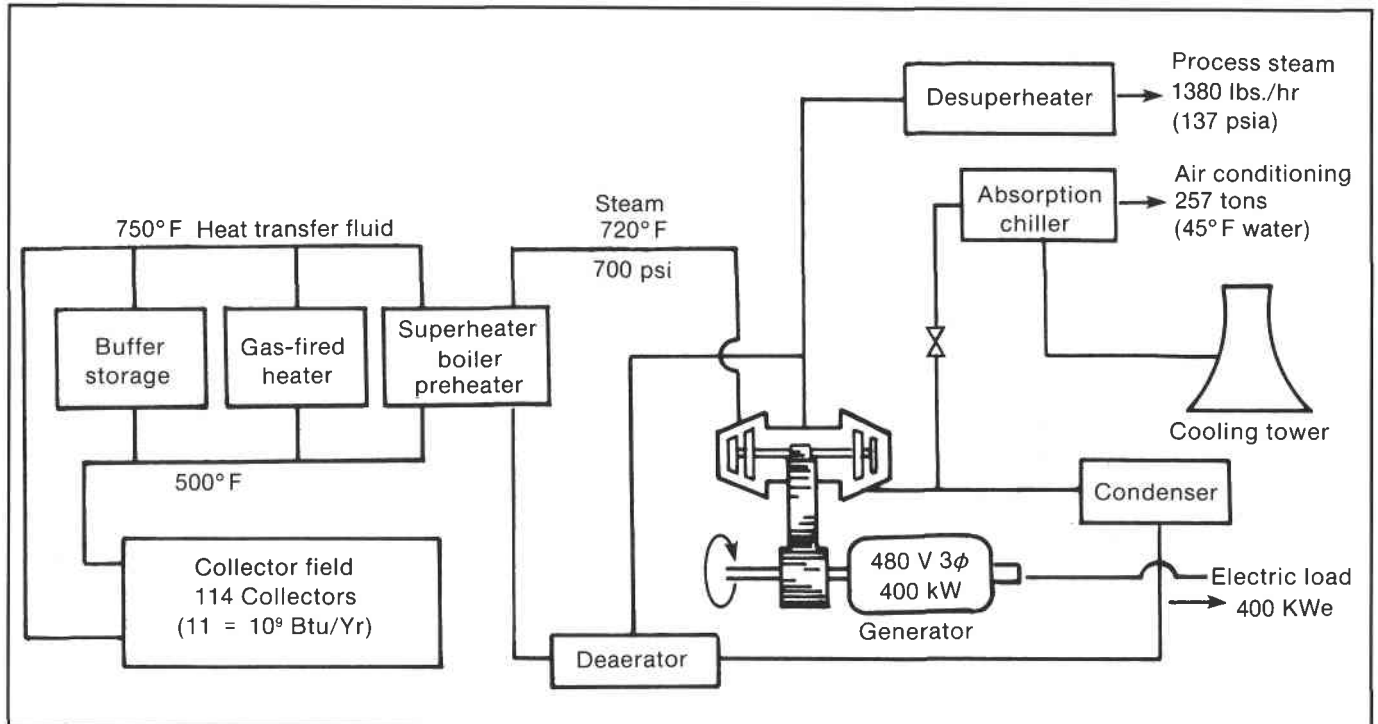 Desuperheater
Process steam
1380 lbs./hr
(137 psia)
Absorption
chiller
Air conditioning
257 tons
(45°F water)
Cooling tower
Steam
720°F
700 psi
750°F Heat transfer fluid
Buffer
storage
Gas-fired
heater
Superheater
boiler
preheater
500°F
Collector field
114 Collectors
(11 = 10⁹ Btu/Yr)
Condenser
480 V 3ϕ
400 kW
Generator
Electric load
400 KWe
Deaerator